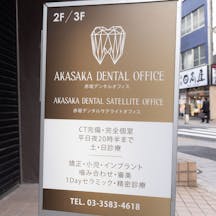 2F/3F
AKASAKA DENTAL OFFICE
赤坂デンタルオフィス
AKASAKA DENTAL SATELLITE OFFICE
赤坂デンタルサテライトオフィス
CT完備・完全個室
平日夜20時半まで
土・日診療
矯正・小児・インプラント
噛み合わせ・審美
1Dayセラミック・精密診療
TEL. 03-3583-4618